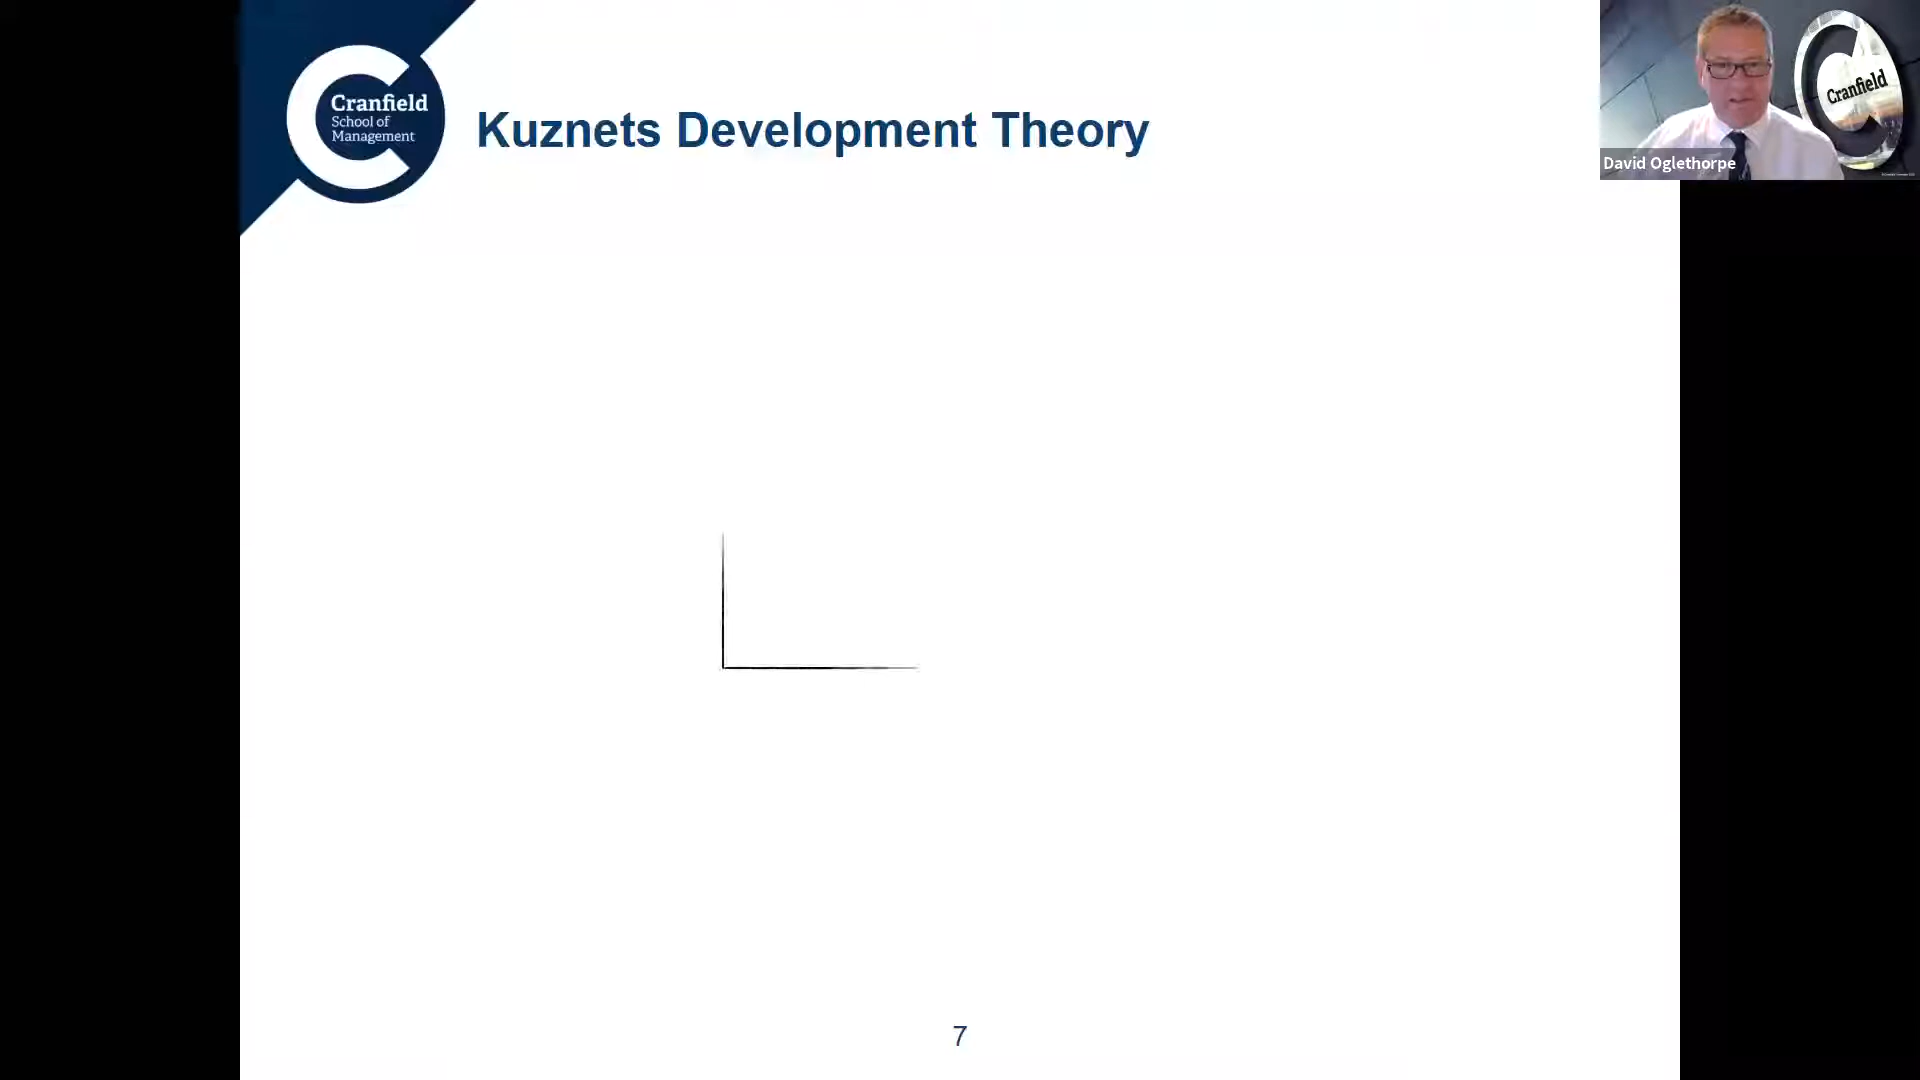 Cranfield
School of
Management
Kuznets Development Theory
Cranfield
David Oglethorpe
7